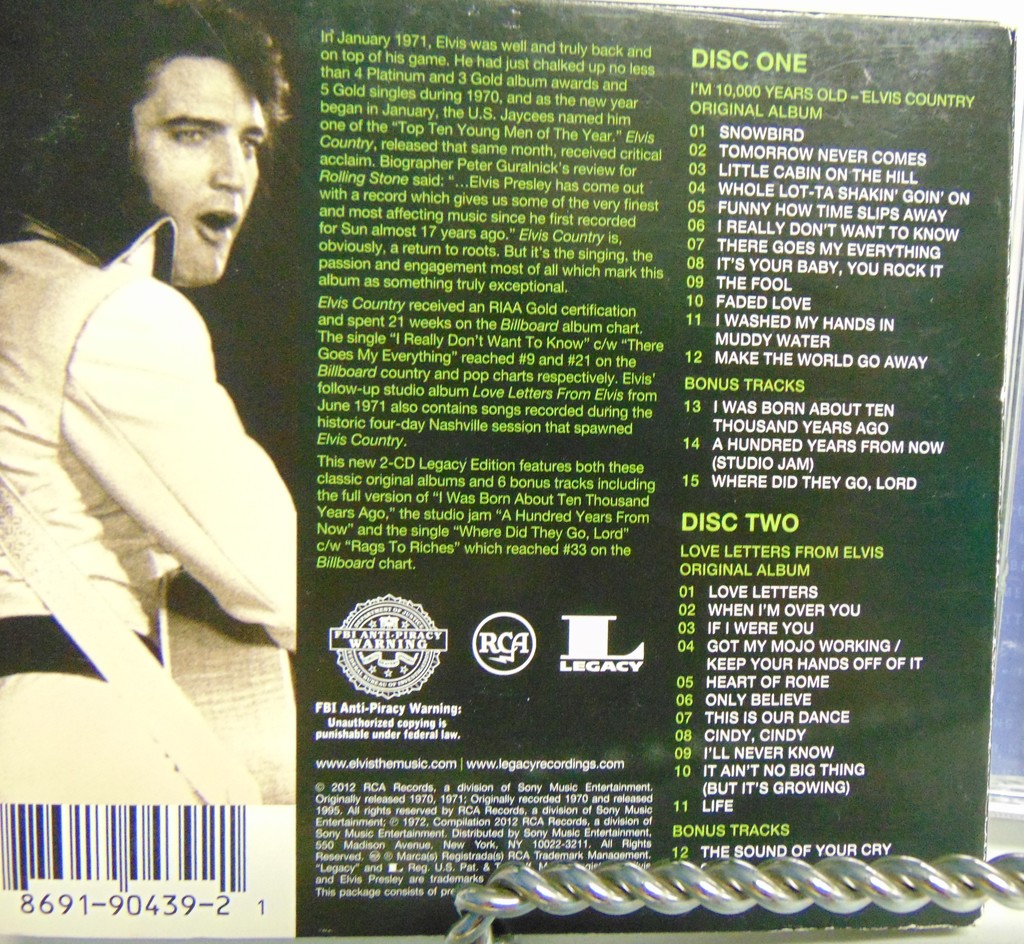 In January 1971, Elvis was well and truly back and
on top of his game. He had just chalked up no less
than 4 Platinum and 3 Gold album awards and
5 Gold singles during 1970, and as the new year
began in January, the U.S. Jaycees named him
one of the "Top Ten Young Men of The Year." Elvis
Country, released that same month, received critical
acclaim. Biographer Peter Guralnick's review for
Rolling Stone said: "...Elvis Presley has come out
with a record which gives us some of the very finest
and most affecting music since he first recorded
for Sun almost 17 years ago." Elvis Country is,
obviously, a return to roots. But it's the singing, the
passion and engagement most of all which mark this
album as something truly exceptional.
Elvis Country received an RIAA Gold certification
and spent 21 weeks on the Billboard album chart.
The single "I Really Don't Want To Know" c/w "There
Goes My Everything" reached #9 and #21 on the
Billboard country and pop charts respectively. Elvis'
follow-up studio album Love Letters From Elvis from
June 1971 also contains songs recorded during the
historic four-day Nashville session that spawned
Elvis Country.
This new 2-CD Legacy Edition features both these
classic original albums and 6 bonus tracks including
the full version of "I Was Born About Ten Thousand
Years Ago," the studio jam "A Hundred Years From
Now" and the single "Where Did They Go, Lord"
c/w "Rags To Riches" which reached #33 on the
Billboard chart.
FBI ANTI-PIRACY
WARNING
RCA
L
LEGACY
FBI Anti-Piracy Warning:
Unauthorized copying is
punishable under federal law.
www.elvisthemusic.com | www.legacyrecordings.com
© 2012 RCA Records, a division of Sony Music Entertainment.
Originally released 1970, 1971; Originally recorded 1970 and released
1995. All rights reserved by RCA Records, a division of Sony Music
Entertainment; ℗ 1972, Compilation 2012 RCA Records, a division of
Sony Music Entertainment. Distributed by Sony Music Entertainment,
550 Madison Avenue, New York, NY 10022-3211. All Rights
Reserved. ® Marca(s) Registrada(s) RCA Trademark Management.
"Legacy" and L Reg. U.S. Pat. &
and Elvis Presley are trademarks
This package consists of
DISC ONE
I'M 10,000 YEARS OLD – ELVIS COUNTRY
ORIGINAL ALBUM
01 SNOWBIRD
02 TOMORROW NEVER COMES
03 LITTLE CABIN ON THE HILL
04 WHOLE LOT-TA SHAKIN' GOIN' ON
05 FUNNY HOW TIME SLIPS AWAY
06 I REALLY DON'T WANT TO KNOW
07 THERE GOES MY EVERYTHING
08 IT'S YOUR BABY, YOU ROCK IT
09 THE FOOL
10 FADED LOVE
11 I WASHED MY HANDS IN
MUDDY WATER
12 MAKE THE WORLD GO AWAY
BONUS TRACKS
13 I WAS BORN ABOUT TEN
THOUSAND YEARS AGO
14 A HUNDRED YEARS FROM NOW
(STUDIO JAM)
15 WHERE DID THEY GO, LORD
DISC TWO
LOVE LETTERS FROM ELVIS
ORIGINAL ALBUM
01 LOVE LETTERS
02 WHEN I'M OVER YOU
03 IF I WERE YOU
04 GOT MY MOJO WORKING /
KEEP YOUR HANDS OFF OF IT
05 HEART OF ROME
06 ONLY BELIEVE
07 THIS IS OUR DANCE
08 CINDY, CINDY
09 I'LL NEVER KNOW
10 IT AIN'T NO BIG THING
(BUT IT'S GROWING)
11 LIFE
BONUS TRACKS
12 THE SOUND OF YOUR CRY
8691-90439-2 1